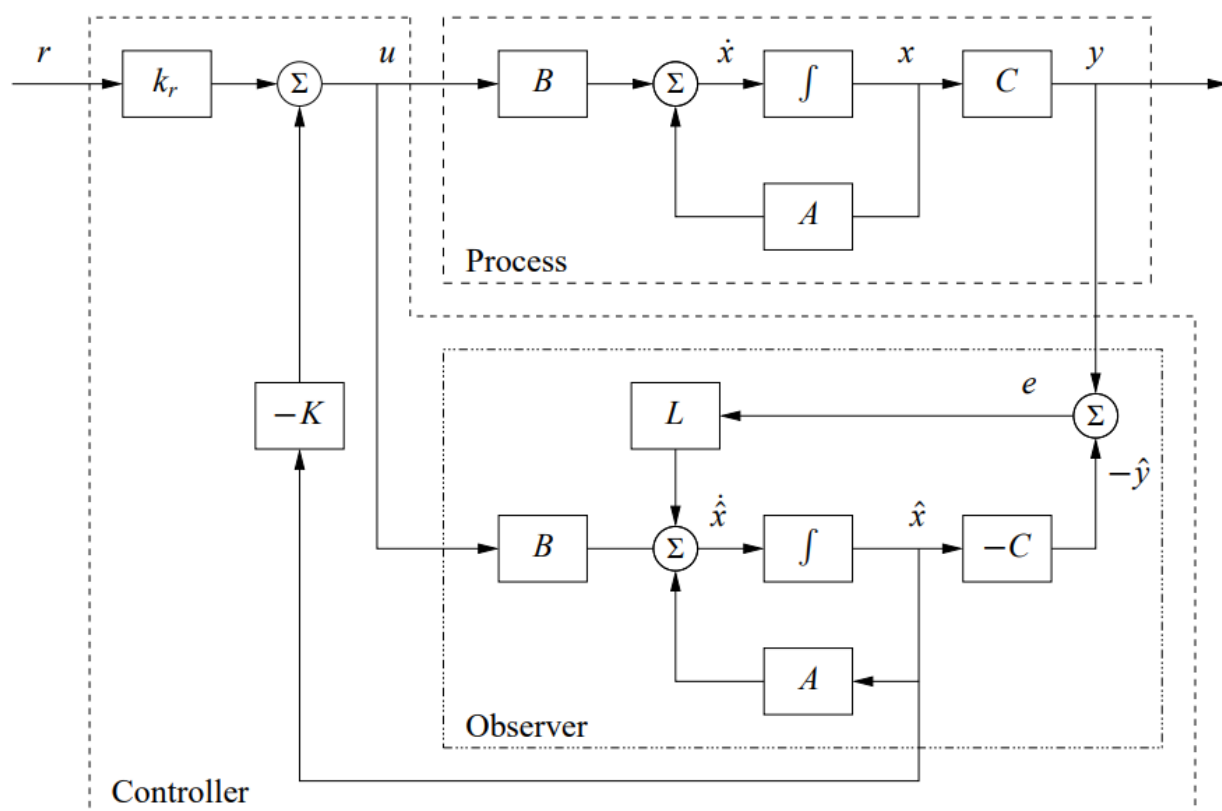 r
u
ẋ
x
y
k_r
Σ
B
Σ
∫
C
A
Process
e
−K
L
Σ
−ŷ
x̂̇
x̂
B
Σ
∫
−C
A
Observer
Controller